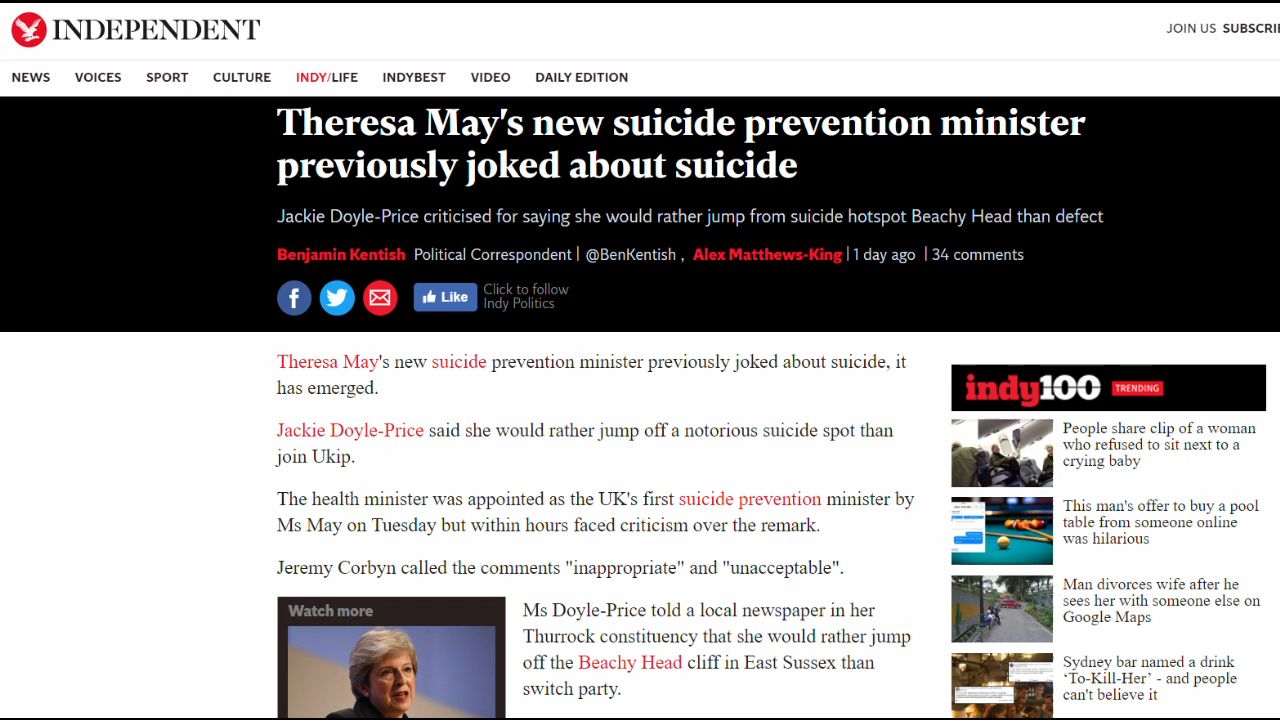 INDEPENDENT
JOIN US SUBSCRI
NEWS VOICES SPORT CULTURE INDY/LIFE INDYBEST VIDEO DAILY EDITION
Theresa May's new suicide prevention minister
previously joked about suicide
Jackie Doyle-Price criticised for saying she would rather jump from suicide hotspot Beachy Head than defect
Benjamin Kentish Political Correspondent | @BenKentish , Alex Matthews-King | 1 day ago | 34 comments
Like
Click to follow
Indy Politics
Theresa May's new suicide prevention minister previously joked about suicide, it
has emerged.
Jackie Doyle-Price said she would rather jump off a notorious suicide spot than
join Ukip.
The health minister was appointed as the UK's first suicide prevention minister by
Ms May on Tuesday but within hours faced criticism over the remark.
Jeremy Corbyn called the comments "inappropriate" and "unacceptable".
Watch more
Ms Doyle-Price told a local newspaper in her
Thurrock constituency that she would rather jump
off the Beachy Head cliff in East Sussex than
switch party.
indy100 TRENDING
People share clip of a woman
who refused to sit next to a
crying baby
This man's offer to buy a pool
table from someone online
was hilarious
Man divorces wife after he
sees her with someone else on
Google Maps
Sydney bar named a drink
‘To-Kill-Her’ - and people
can't believe it